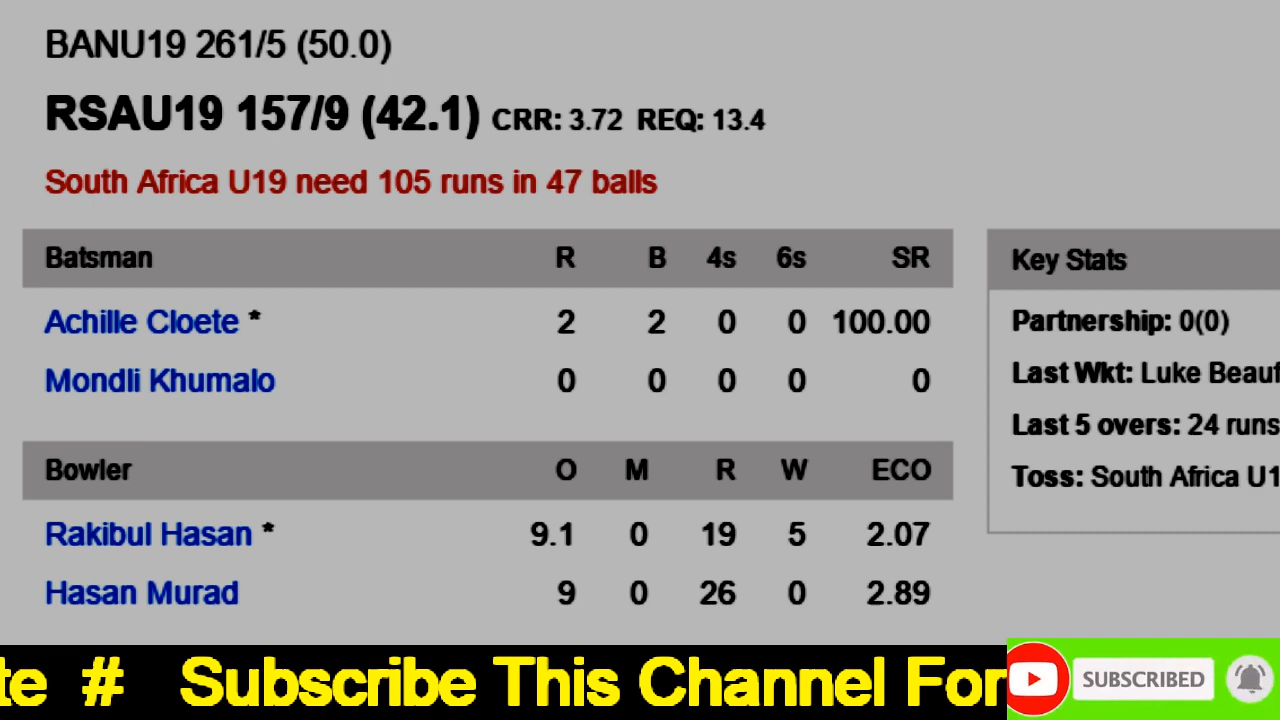 BANU19 261/5 (50.0)
RSAU19 157/9 (42.1) CRR: 3.72 REQ: 13.4
South Africa U19 need 105 runs in 47 balls
Batsman R B 4s 6s SR
Achille Cloete * 2 2 0 0 100.00
Mondli Khumalo 0 0 0 0 0
Bowler O M R W ECO
Rakibul Hasan * 9.1 0 19 5 2.07
Hasan Murad 9 0 26 0 2.89
Key Stats
Partnership: 0(0)
Last Wkt: Luke Beauf
Last 5 overs: 24 runs
Toss: South Africa U1
te # Subscribe This Channel For
SUBSCRIBED